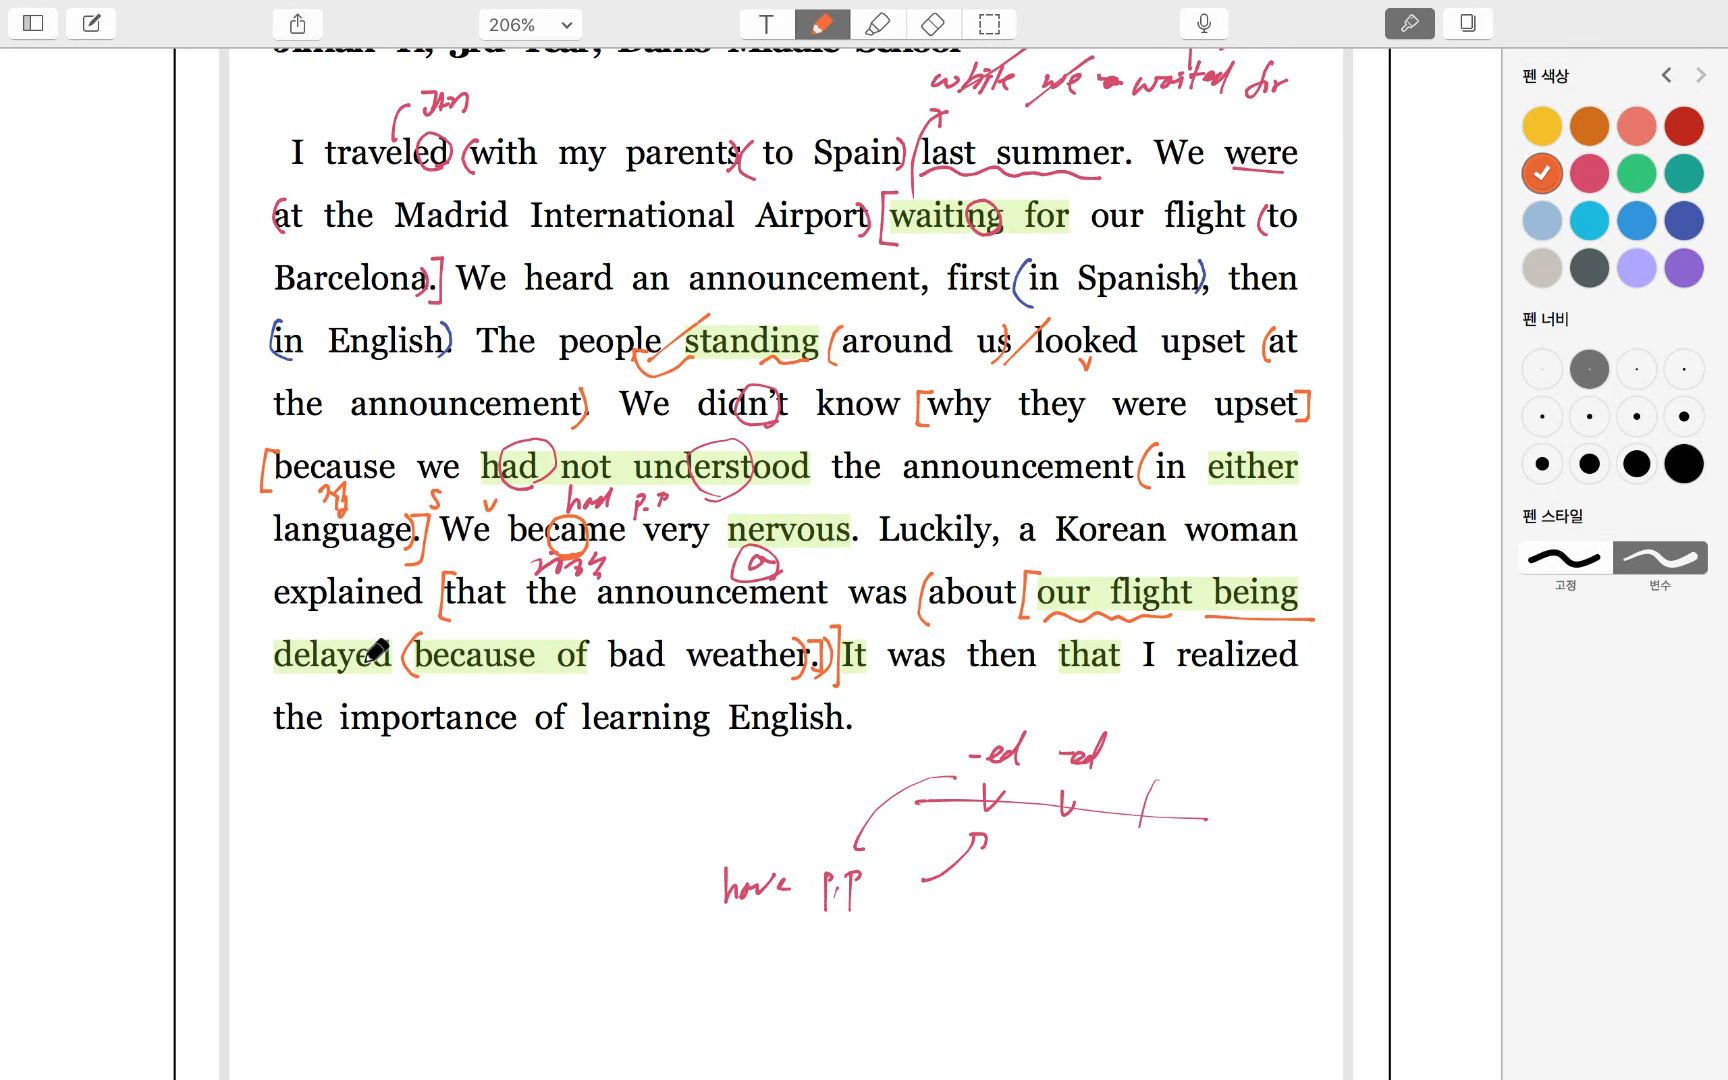 206%
T
while we waited for
I traveled (with my parents)( to Spain) last summer. We were
(at the Madrid International Airport) [waiting for our flight (to
Barcelona).] We heard an announcement, first (in Spanish), then
(in English). The people standing (around us) looked upset (at
v
the announcement). We didn't know [why they were upset]
[because we had not understood the announcement (in either
s v had p.p
language).] We became very nervous. Luckily, a Korean woman
a
explained [that the announcement was (about [our flight being
delayed (because of bad weather.)])] It was then that I realized
the importance of learning English.
-ed -ed
have p.p
펜 색상
펜 너비
펜 스타일
고정 변수